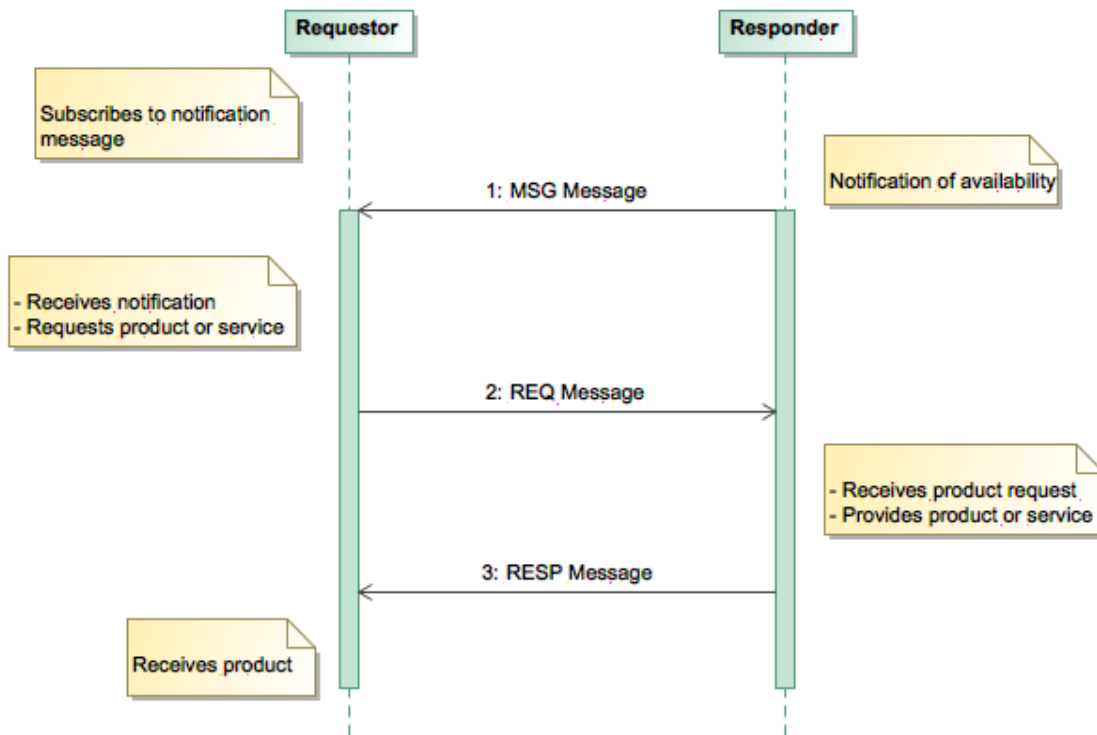 Requestor
Responder
Subscribes to notification
message
Notification of availability
1: MSG Message
- Receives notification
- Requests product or service
2: REQ Message
- Receives product request
- Provides product or service
3: RESP Message
Receives product